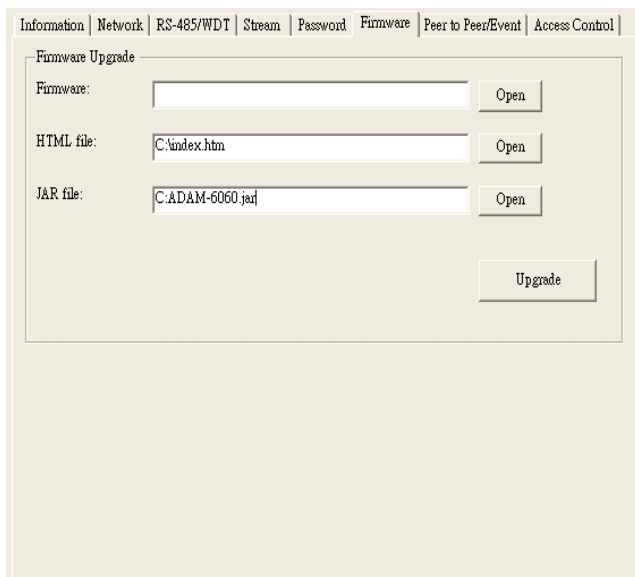 Information Network RS-485/WDT Stream Password Firmware Peer to Peer/Event Access Control
Firmware Upgrade
Firmware:
Open
HTML file:
C:\index.htm
Open
JAR file:
C:ADAM-6060.jar
Open
Upgrade